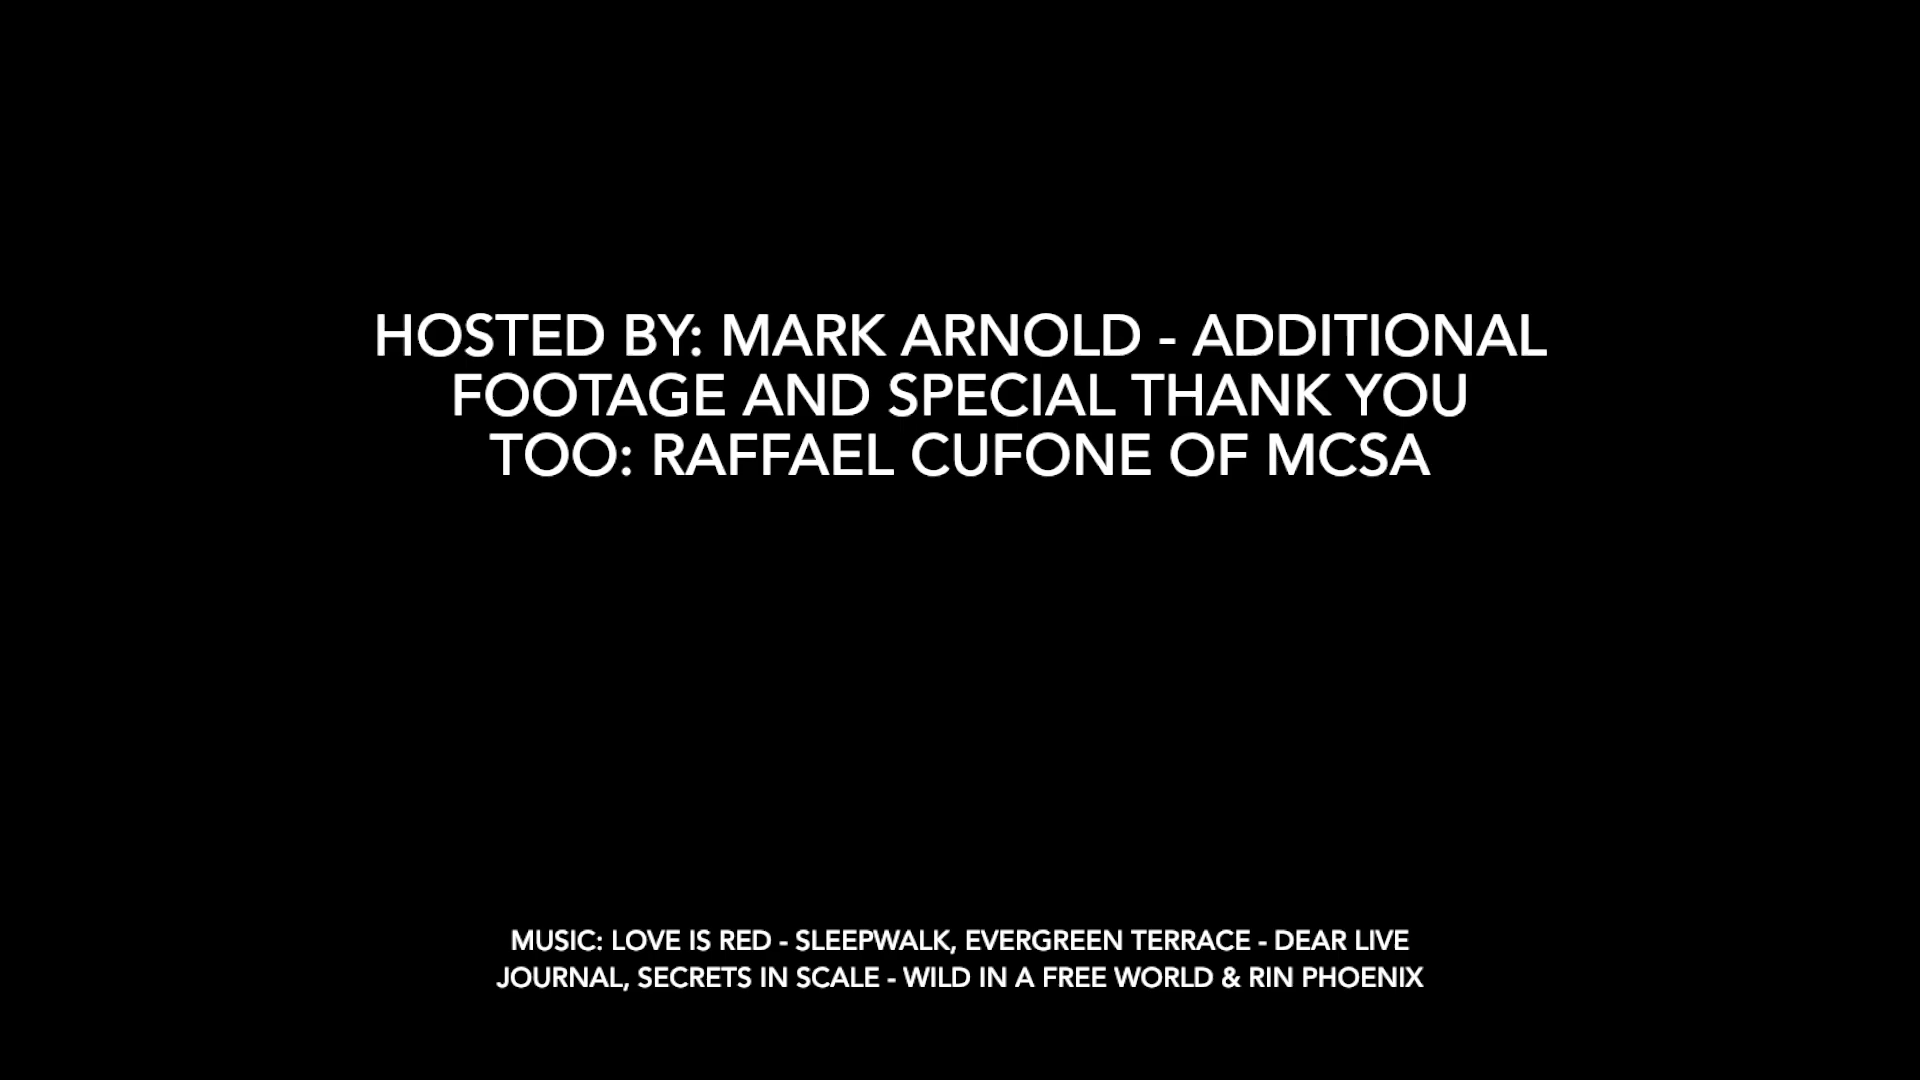 HOSTED BY: MARK ARNOLD - ADDITIONAL
FOOTAGE AND SPECIAL THANK YOU
TOO: RAFFAEL CUFONE OF MCSA
MUSIC: LOVE IS RED - SLEEPWALK, EVERGREEN TERRACE - DEAR LIVE
JOURNAL, SECRETS IN SCALE - WILD IN A FREE WORLD & RIN PHOENIX